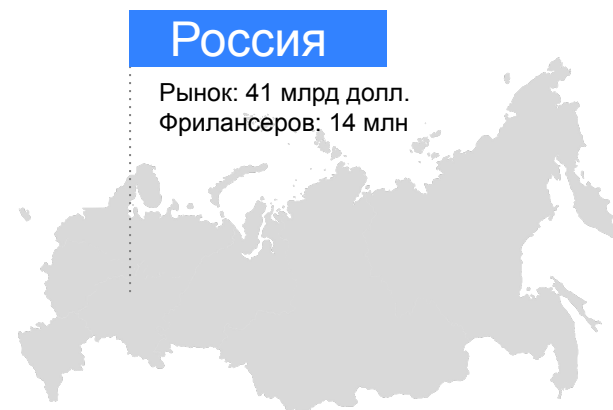 Россия
Рынок: 41 млрд долл.
Фрилансеров: 14 млн